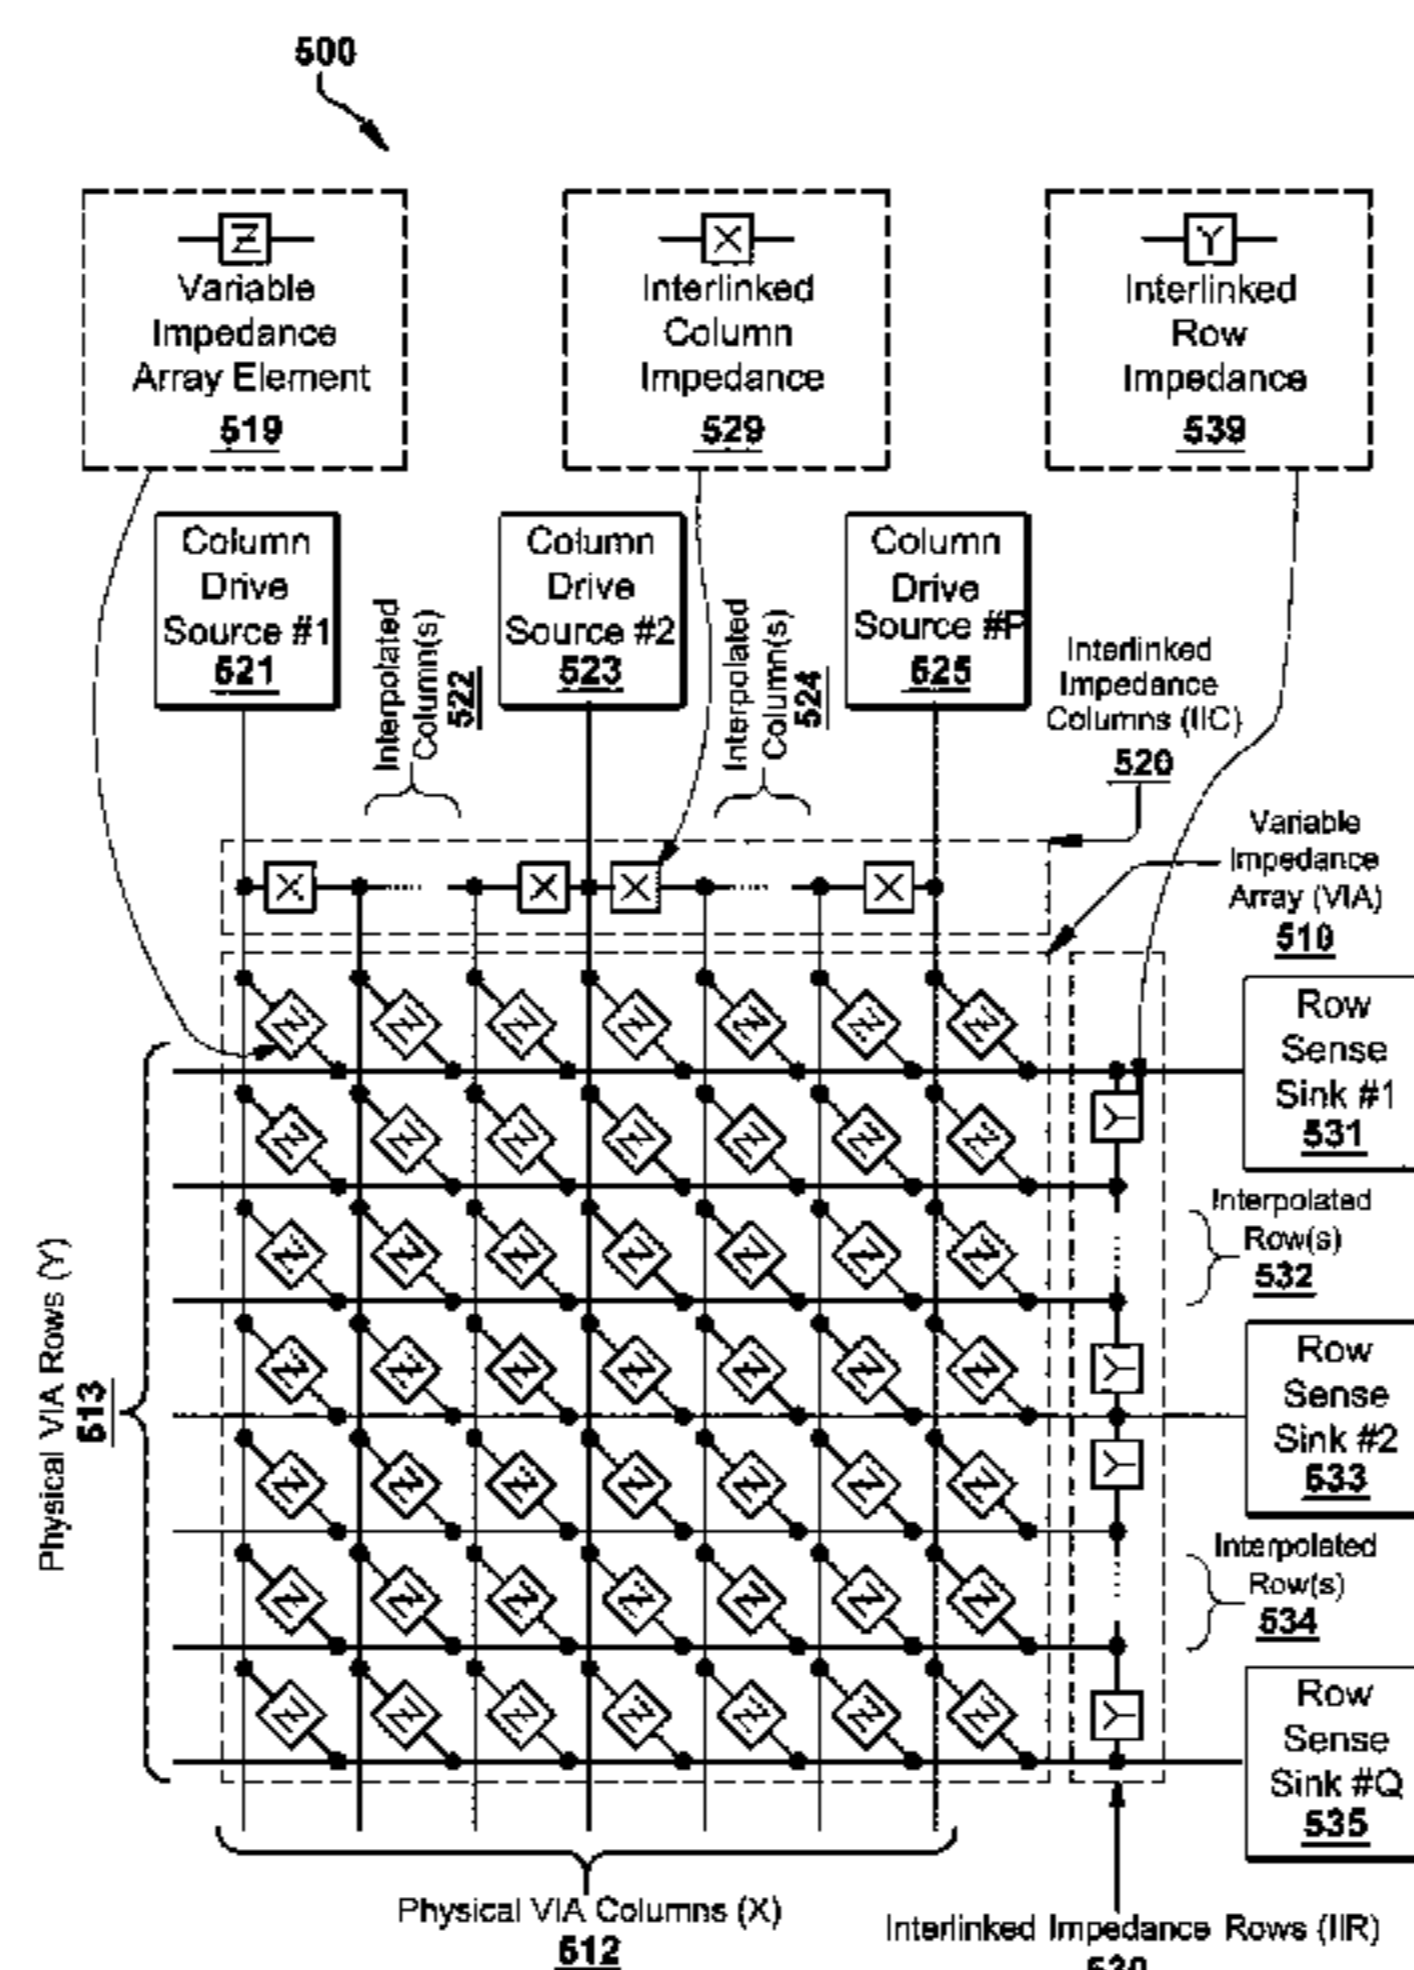 500
Z
Variable
Impedance
Array Element
519
X
Interlinked
Column
Impedance
529
Y
Interlinked
Row
Impedance
539
Column
Drive
Source #1
521
Interpolated
Column(s)
522
Column
Drive
Source #2
523
Interpolated
Column(s)
524
Column
Drive
Source #P
525
Interlinked
Impedance
Columns (IIC)
520
Variable
Impedance
Array (VIA)
510
X X X X
Z Z Z Z Z Z Z
Row
Sense
Sink #1
531
Y
Z Z Z Z Z Z Z
Interpolated
Row(s)
532
Z Z Z Z Z Z Z
Physical VIA Rows (Y)
513
Z Z Z Z Z Z Z
Y
Row
Sense
Sink #2
533
Y
Z Z Z Z Z Z Z
Interpolated
Row(s)
534
Z Z Z Z Z Z Z
Z Z Z Z Z Z Z
Y
Row
Sense
Sink #Q
535
Physical VIA Columns (X)
512
Interlinked Impedance Rows (IIR)
530